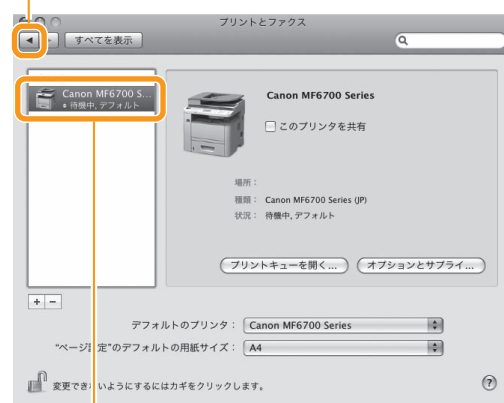 プリントとファクス
すべてを表示
Canon MF6700 S...
待機中, デフォルト
Canon MF6700 Series
このプリンタを共有
場所：
種類： Canon MF6700 Series (JP)
状況： 待機中, デフォルト
プリントキューを開く...
オプションとサプライ...
+ −
デフォルトのプリンタ： Canon MF6700 Series
"ページ設定"のデフォルトの用紙サイズ： A4
変更できないようにするにはカギをクリックします。
?